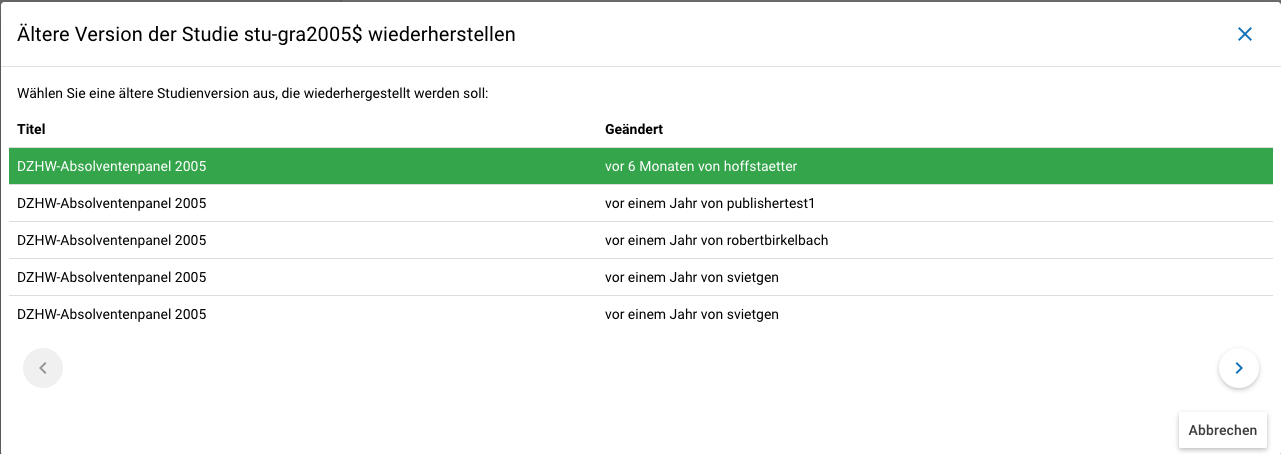 Ältere Version der Studie stu-gra2005$ wiederherstellen
Wählen Sie eine ältere Studienversion aus, die wiederhergestellt werden soll:
Titel Geändert
DZHW-Absolventenpanel 2005 vor 6 Monaten von hoffstaetter
DZHW-Absolventenpanel 2005 vor einem Jahr von publishertest1
DZHW-Absolventenpanel 2005 vor einem Jahr von robertbirkelbach
DZHW-Absolventenpanel 2005 vor einem Jahr von svietgen
DZHW-Absolventenpanel 2005 vor einem Jahr von svietgen
Abbrechen